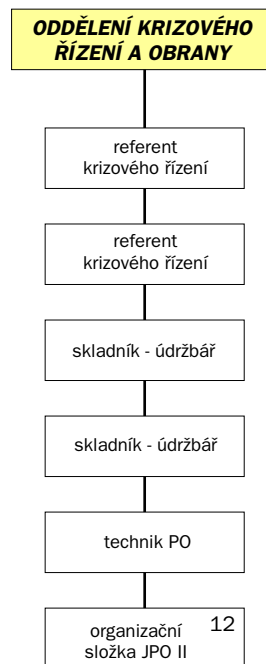 ODDĚLENÍ KRIZOVÉHO
ŘÍZENÍ A OBRANY
referent
krizového řízení
referent
krizového řízení
skladník - údržbář
skladník - údržbář
technik PO
organizační 12
složka JPO II